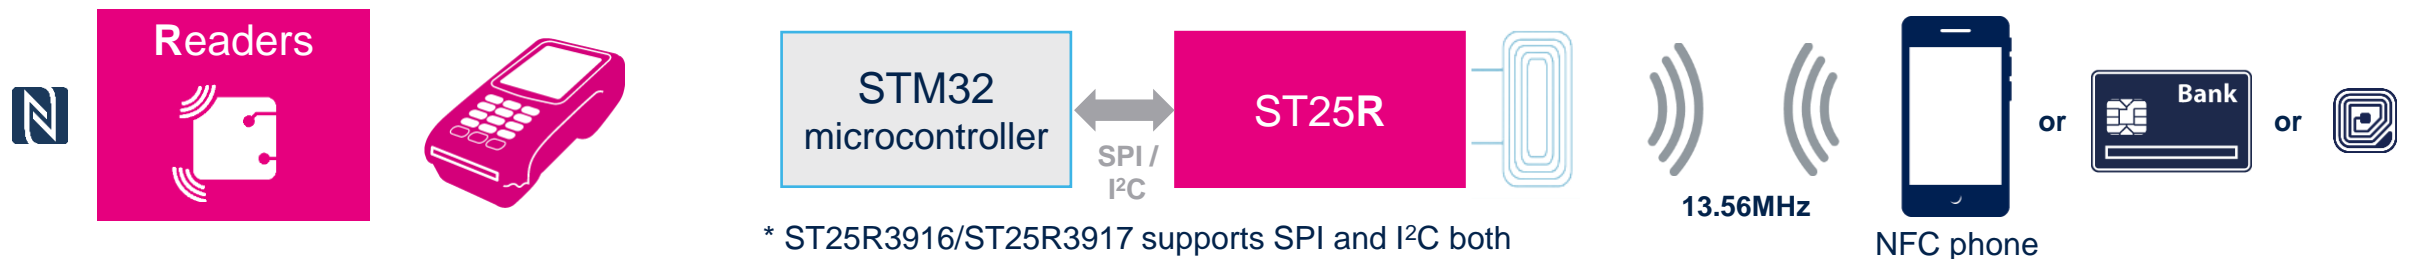 Readers
STM32
microcontroller
SPI /
I²C
ST25R
* ST25R3916/ST25R3917 supports SPI and I²C both
13.56MHz
NFC phone
or
Bank
or